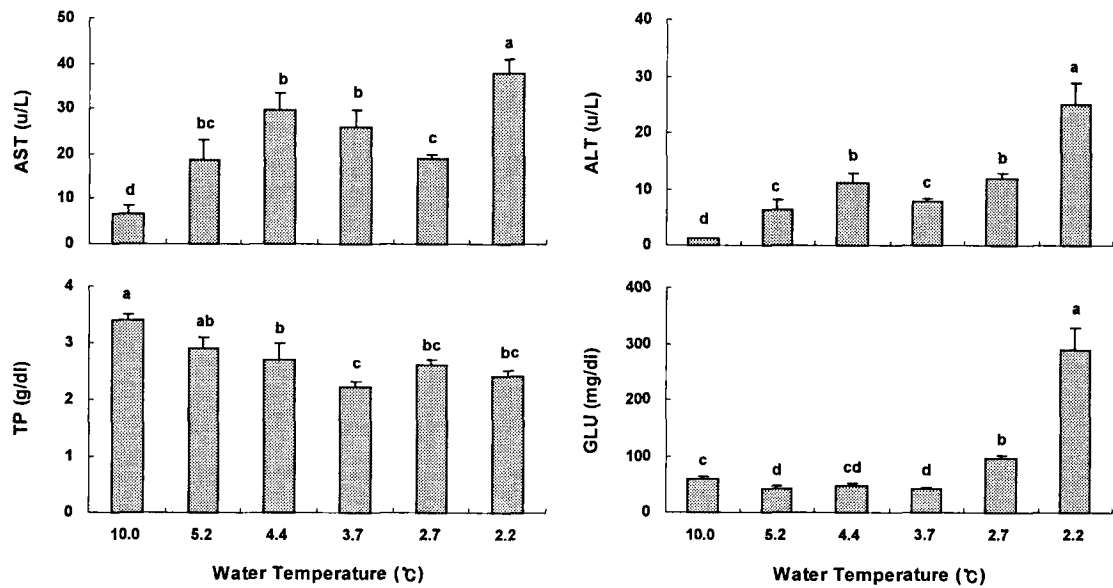 50
40
30
20
10
0
AST (u/L)
d
bc
b
b
c
a
40
30
20
10
0
ALT (u/L)
d
c
b
c
b
a
4
3
2
1
0
TP (g/dl)
a
ab
b
c
bc
bc
10.0 5.2 4.4 3.7 2.7 2.2
Water Temperature (℃)
400
300
200
100
0
GLU (mg/dl)
c
d
cd
d
b
a
10.0 5.2 4.4 3.7 2.7 2.2
Water Temperature (℃)